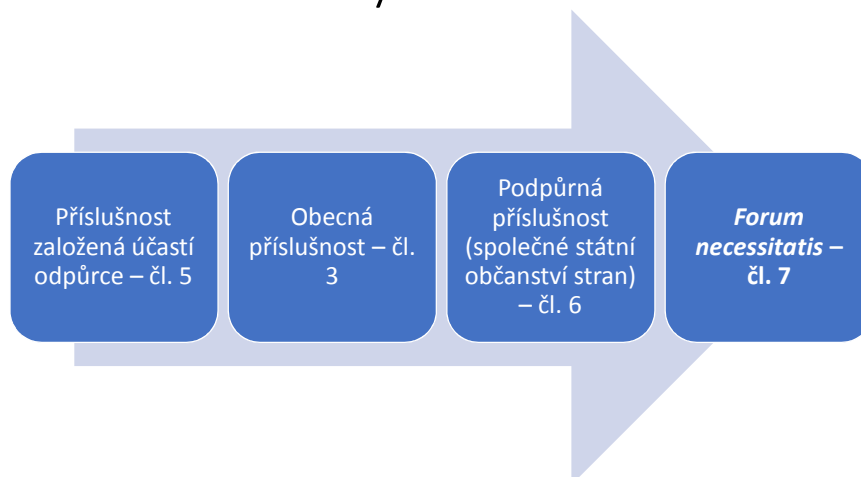 Příslušnost
založená účastí
odpůrce – čl. 5
Obecná
příslušnost – čl.
3
Podpůrná
příslušnost
(společné státní
občanství stran)
– čl. 6
Forum
necessitatis –
čl. 7